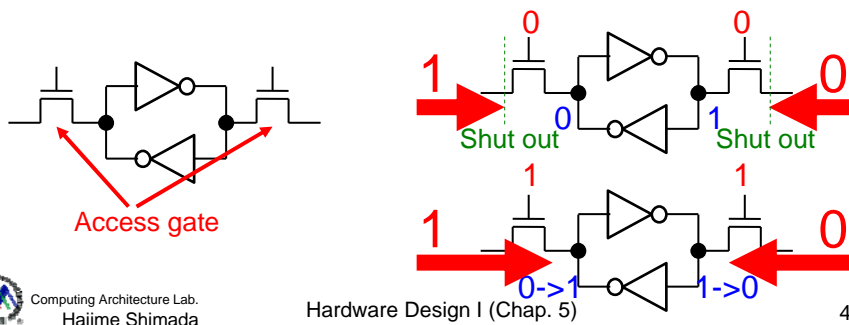 Access gate
0 0
1 0
0 1
Shut out Shut out
1 1
1 0
0->1 1->0
Computing Architecture Lab.
Hajime Shimada
Hardware Design I (Chap. 5)
4